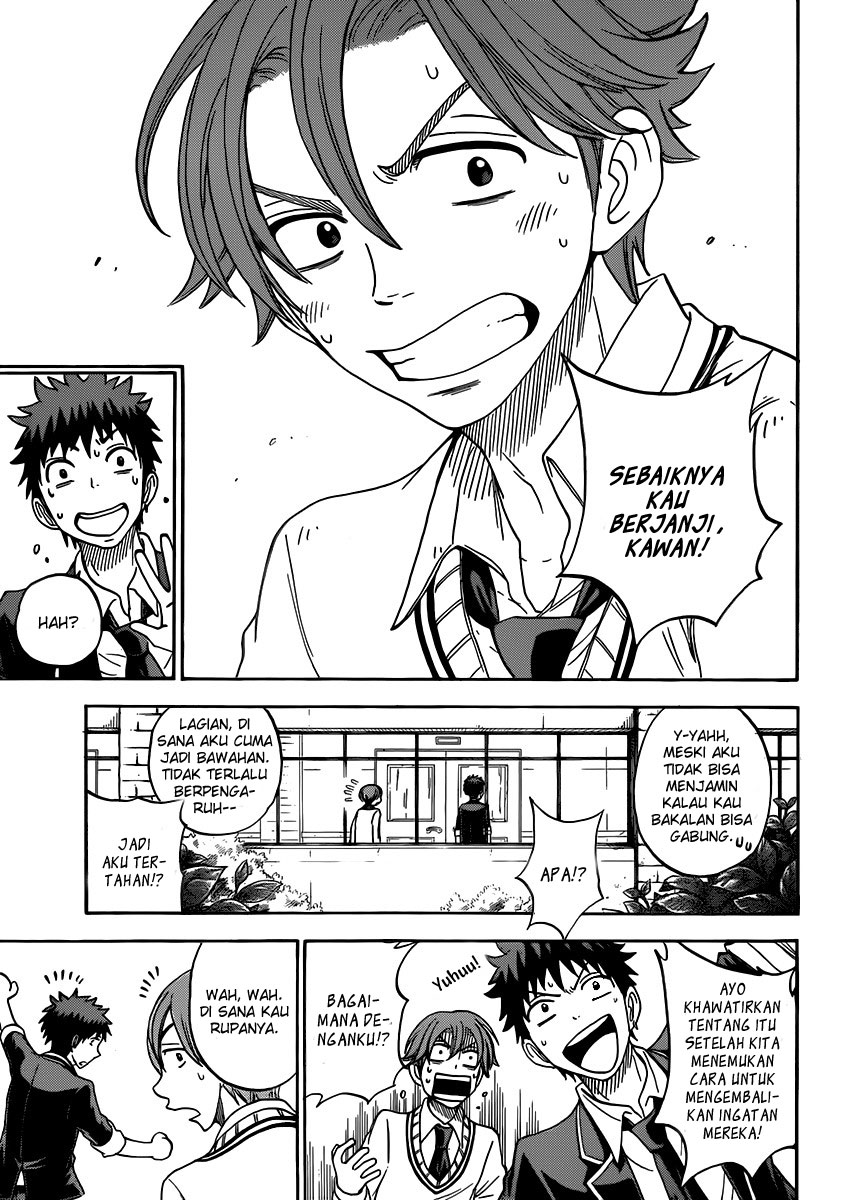 SEBAIKNYA
KAU
BERJANJI,
KAWAN!
HAH?
Y-YAHH,
MESKI AKU
TIDAK BISA
MENJAMIN
KALAU KAU
BAKALAN BISA
GABUNG.
APA!?
LAGIAN, DI
SANA AKU CUMA
JADI BAWAHAN.
TIDAK TERLALU
BERPENGA-
RUH--
JADI
AKU TER-
TAHAN!?
AYO
KHAWATIRKAN
TENTANG ITU
SETELAH KITA
MENEMUKAN
CARA UNTUK
MENGEMBALI-
KAN INGATAN
MEREKA!
Yuhuu!
BAGAI-
MANA DE-
NGANKU!?
WAH, WAH.
DI SANA KAU
RUPANYA.